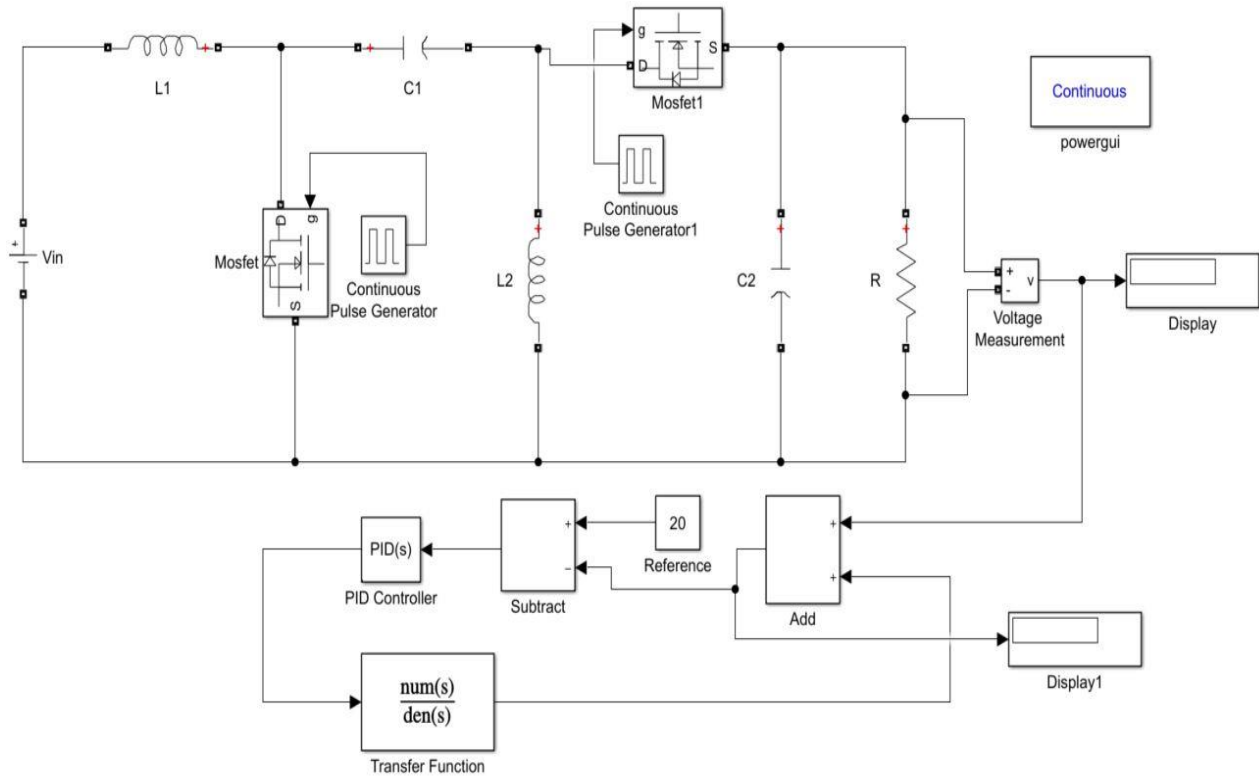 g
S
D
Mosfet1
L1
C1
Continuous
powergui
Continuous
Pulse Generator1
D
g
S
Mosfet
Continuous
Pulse Generator
+
Vin
L2
C2
R
+
-
v
Voltage
Measurement
Display
PID(s)
PID Controller
+
−
Subtract
20
Reference
+
+
Add
Display1
num(s)
den(s)
Transfer Function